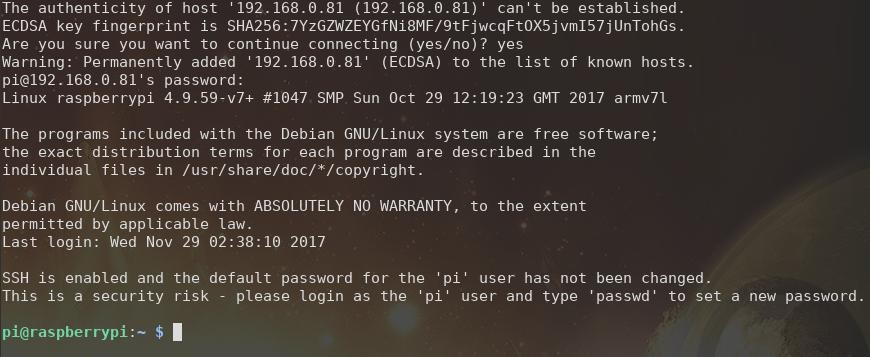 The authenticity of host '192.168.0.81 (192.168.0.81)' can't be established.
ECDSA key fingerprint is SHA256:7YzGZWZEYGfNi8MF/9tFjwcqFtOX5jvmI57jUnTohGs.
Are you sure you want to continue connecting (yes/no)? yes
Warning: Permanently added '192.168.0.81' (ECDSA) to the list of known hosts.
pi@192.168.0.81's password:
Linux raspberrypi 4.9.59-v7+ #1047 SMP Sun Oct 29 12:19:23 GMT 2017 armv7l
The programs included with the Debian GNU/Linux system are free software;
the exact distribution terms for each program are described in the
individual files in /usr/share/doc/*/copyright.
Debian GNU/Linux comes with ABSOLUTELY NO WARRANTY, to the extent
permitted by applicable law.
Last login: Wed Nov 29 02:38:10 2017
SSH is enabled and the default password for the 'pi' user has not been changed.
This is a security risk - please login as the 'pi' user and type 'passwd' to set a new password.
pi@raspberrypi:~ $